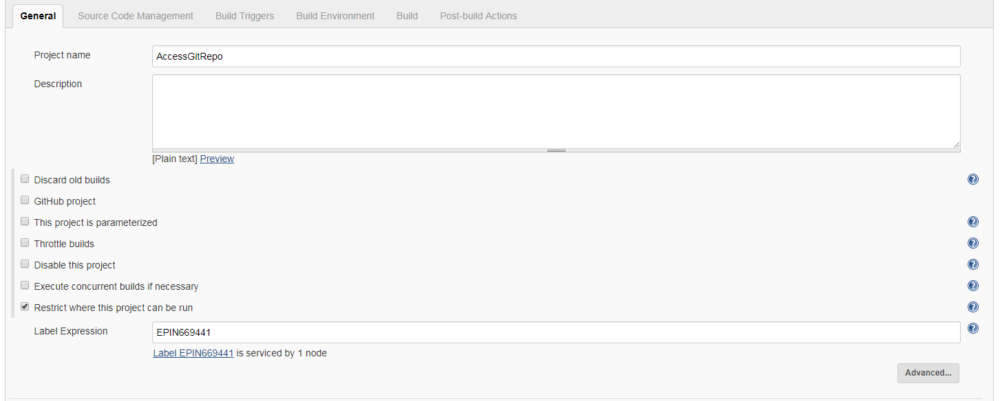 General Source Code Management Build Triggers Build Environment Build Post-build Actions
Project name AccessGitRepo
Description
[Plain text] Preview
Discard old builds
GitHub project
This project is parameterized
Throttle builds
Disable this project
Execute concurrent builds if necessary
Restrict where this project can be run
Label Expression EPIN669441
Label EPIN669441 is serviced by 1 node
Advanced...